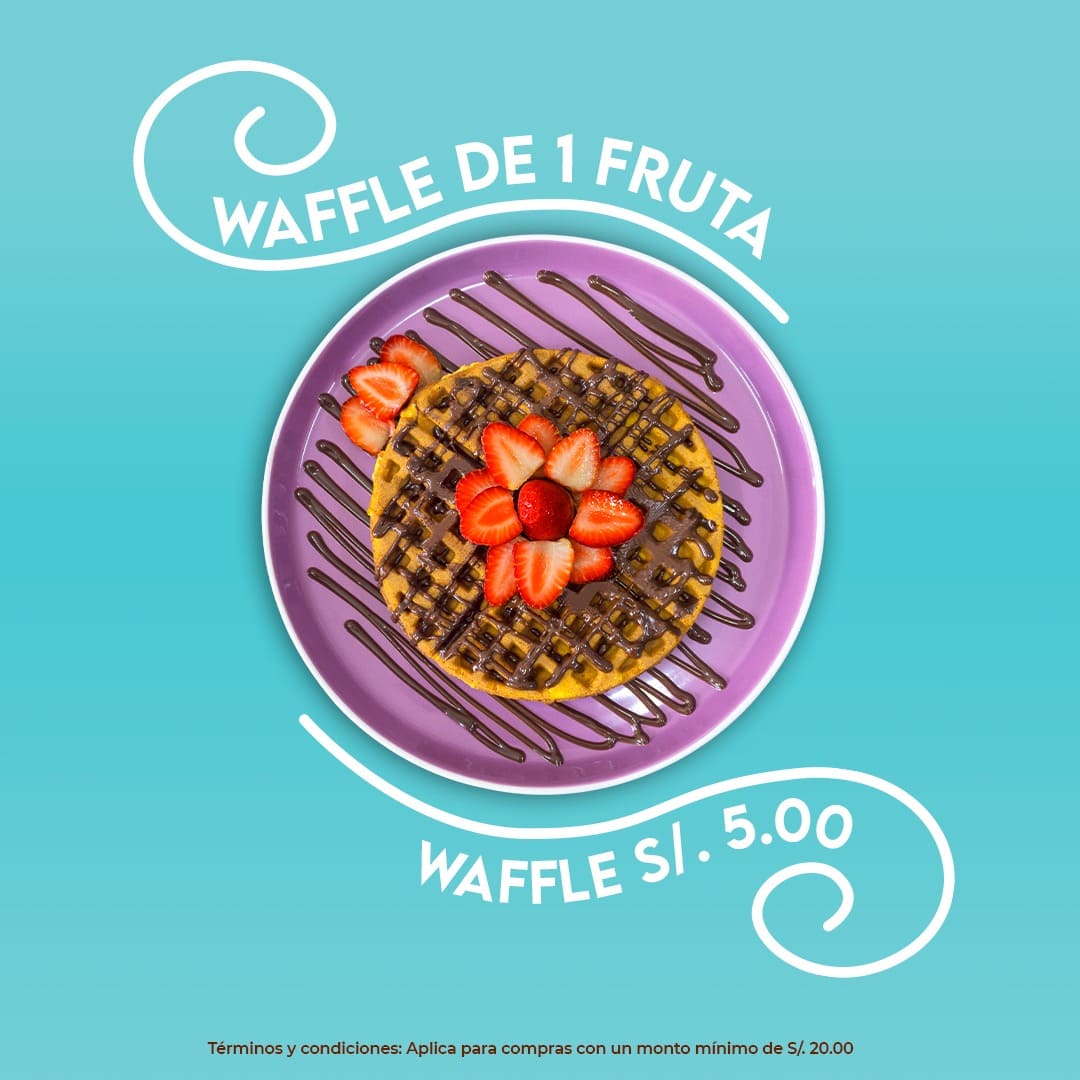 WAFFLE DE 1 FRUTA
WAFFLE S/. 5.00
Términos y condiciones: Aplica para compras con un monto mínimo de S/. 20.00